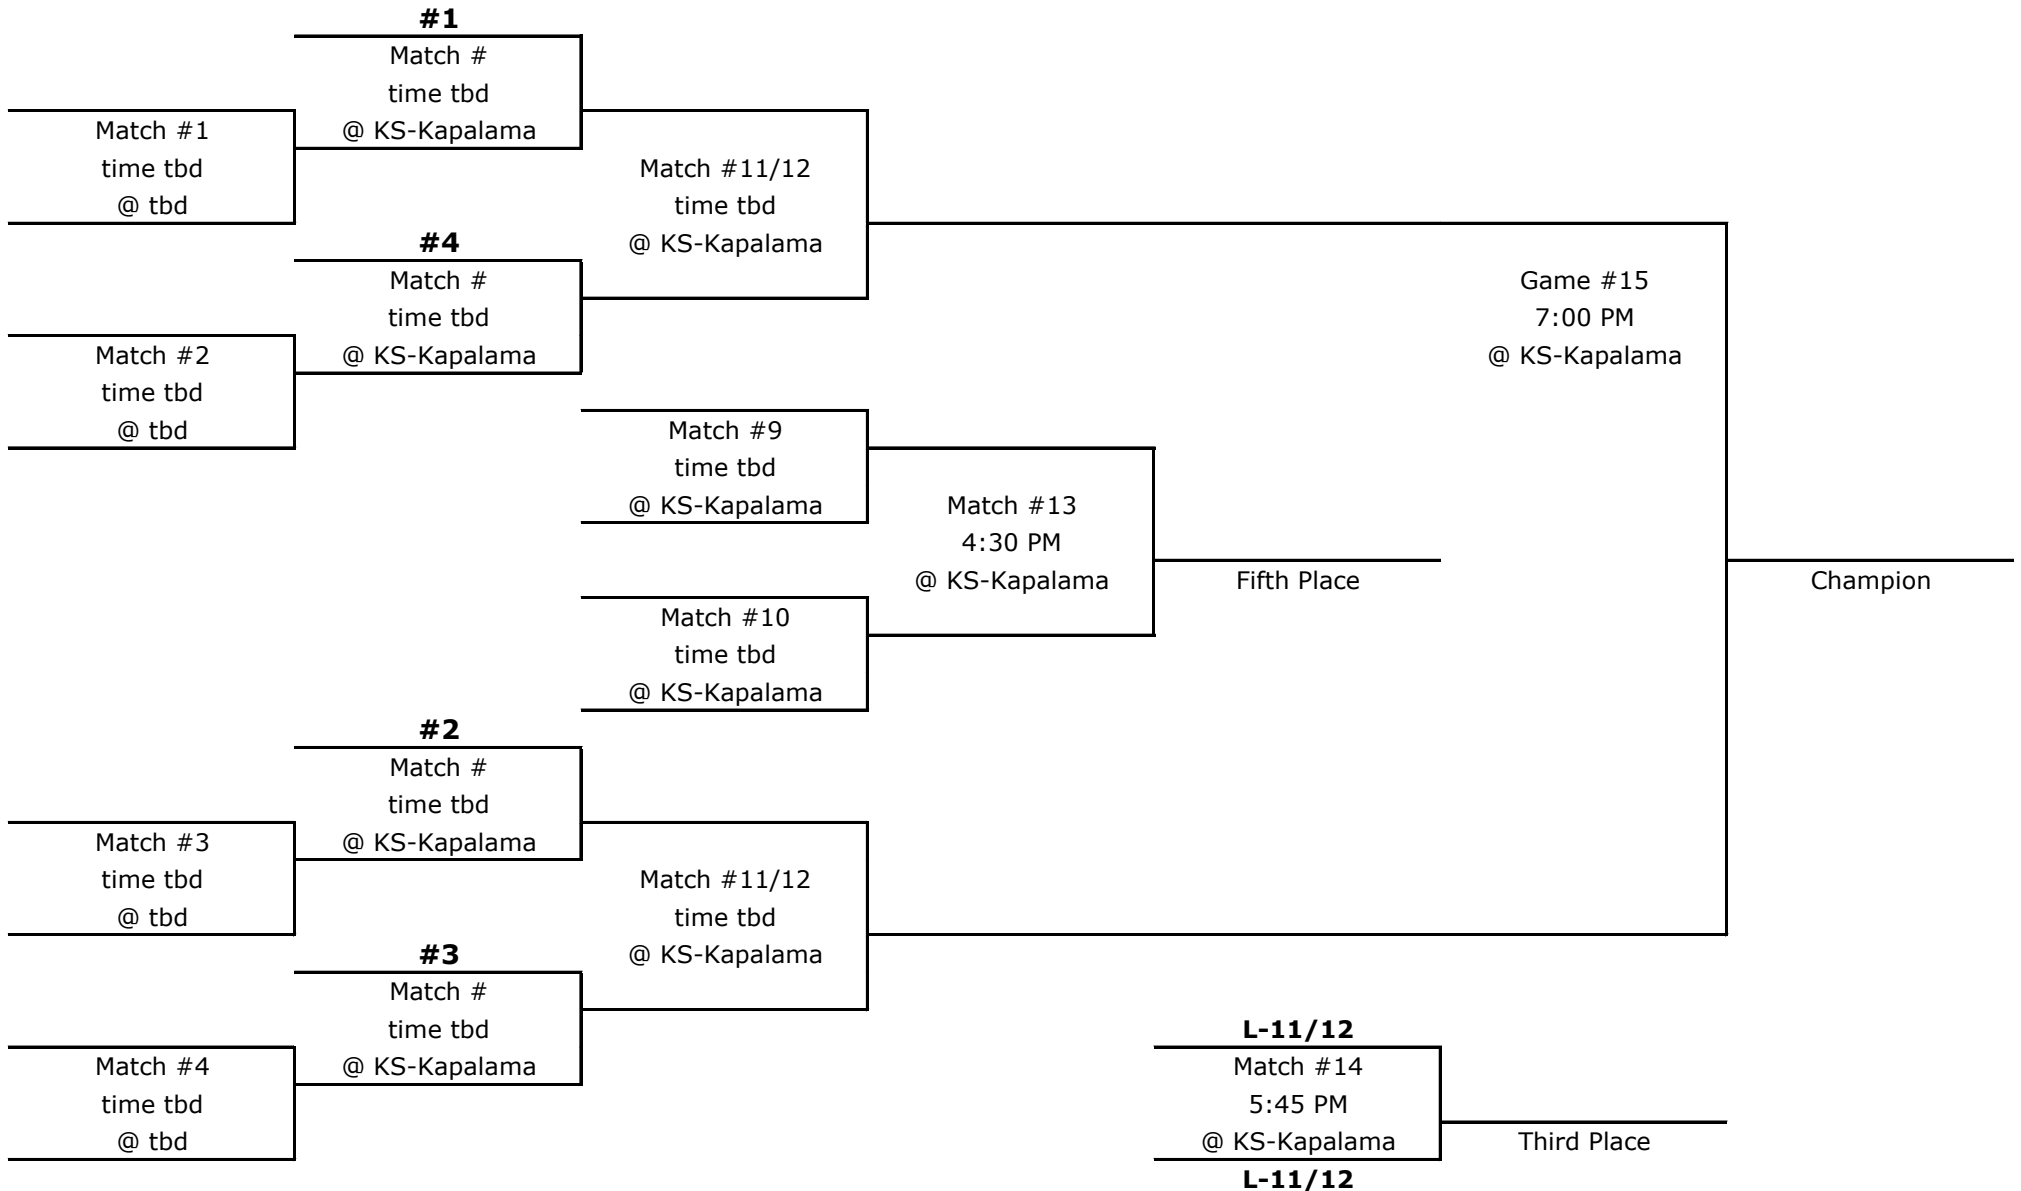 #1
Match #
time tbd
@ KS-Kapalama
Match #1
time tbd
@ tbd
#4
Match #
time tbd
@ KS-Kapalama
Match #2
time tbd
@ tbd
Match #11/12
time tbd
@ KS-Kapalama
Match #9
time tbd
@ KS-Kapalama
Match #10
time tbd
@ KS-Kapalama
Match #13
4:30 PM
@ KS-Kapalama
Fifth Place
Game #15
7:00 PM
@ KS-Kapalama
Champion
#2
Match #
time tbd
@ KS-Kapalama
Match #3
time tbd
@ tbd
#3
Match #
time tbd
@ KS-Kapalama
Match #4
time tbd
@ tbd
Match #11/12
time tbd
@ KS-Kapalama
L-11/12
Match #14
5:45 PM
@ KS-Kapalama
L-11/12
Third Place